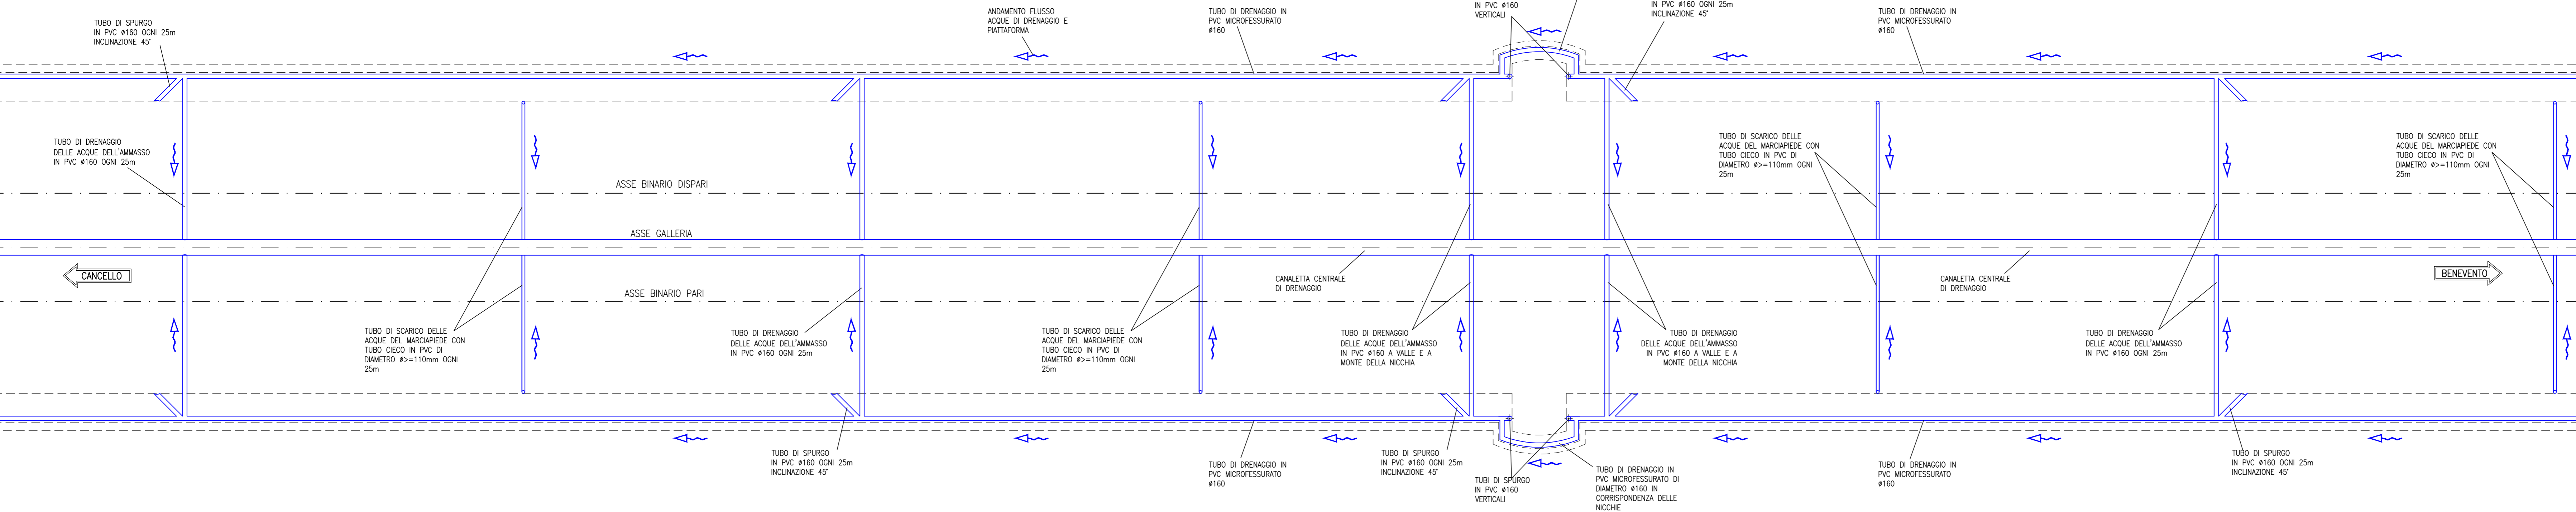 TUBO DI SPURGO
IN PVC ø160 OGNI 25m
INCLINAZIONE 45°
ANDAMENTO FLUSSO
ACQUE DI DRENAGGIO E
PIATTAFORMA
TUBO DI DRENAGGIO IN
PVC MICROFESSURATO
ø160
IN PVC ø160
VERTICALI
IN PVC ø160 OGNI 25m
INCLINAZIONE 45°
TUBO DI DRENAGGIO IN
PVC MICROFESSURATO
ø160
TUBO DI DRENAGGIO
DELLE ACQUE DELL'AMMASSO
IN PVC ø160 OGNI 25m
TUBO DI SCARICO DELLE
ACQUE DEL MARCIAPIEDE CON
TUBO CIECO IN PVC DI
DIAMETRO ø>=110mm OGNI
25m
TUBO DI SCARICO DELLE
ACQUE DEL MARCIAPIEDE CON
TUBO CIECO IN PVC DI
DIAMETRO ø>=110mm OGNI
25m
ASSE BINARIO DISPARI
ASSE GALLERIA
CANCELLO
ASSE BINARIO PARI
CANALETTA CENTRALE
DI DRENAGGIO
CANALETTA CENTRALE
DI DRENAGGIO
BENEVENTO
TUBO DI SCARICO DELLE
ACQUE DEL MARCIAPIEDE CON
TUBO CIECO IN PVC DI
DIAMETRO ø>=110mm OGNI
25m
TUBO DI DRENAGGIO
DELLE ACQUE DELL'AMMASSO
IN PVC ø160 OGNI 25m
TUBO DI SCARICO DELLE
ACQUE DEL MARCIAPIEDE CON
TUBO CIECO IN PVC DI
DIAMETRO ø>=110mm OGNI
25m
TUBO DI DRENAGGIO
DELLE ACQUE DELL'AMMASSO
IN PVC ø160 A VALLE E A
MONTE DELLA NICCHIA
TUBO DI DRENAGGIO
DELLE ACQUE DELL'AMMASSO
IN PVC ø160 A VALLE E A
MONTE DELLA NICCHIA
TUBO DI DRENAGGIO
DELLE ACQUE DELL'AMMASSO
IN PVC ø160 OGNI 25m
TUBO DI SPURGO
IN PVC ø160 OGNI 25m
INCLINAZIONE 45°
TUBO DI DRENAGGIO IN
PVC MICROFESSURATO
ø160
TUBO DI SPURGO
IN PVC ø160 OGNI 25m
INCLINAZIONE 45°
TUBI DI SPURGO
IN PVC ø160
VERTICALI
TUBO DI DRENAGGIO IN
PVC MICROFESSURATO DI
DIAMETRO ø160 IN
CORRISPONDENZA DELLE
NICCHIE
TUBO DI DRENAGGIO IN
PVC MICROFESSURATO
ø160
TUBO DI SPURGO
IN PVC ø160 OGNI 25m
INCLINAZIONE 45°